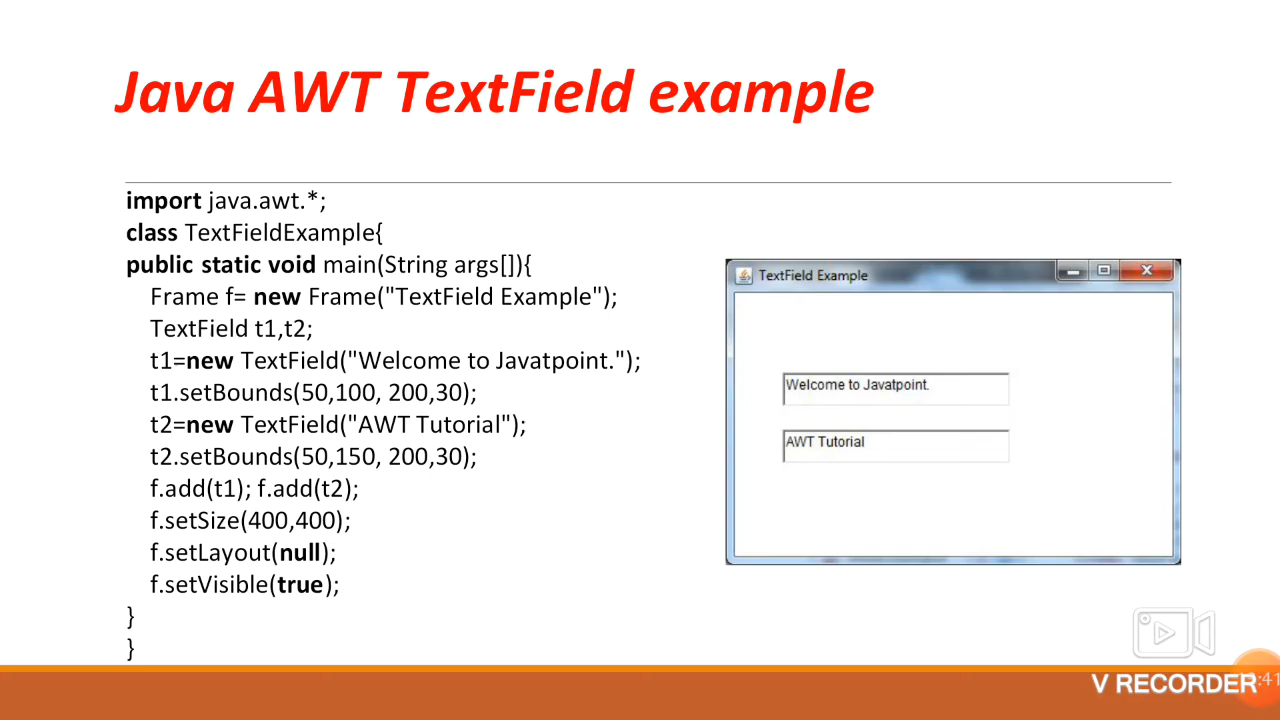 Java AWT TextField example
import java.awt.*;
class TextFieldExample{
public static void main(String args[]){
Frame f= new Frame("TextField Example");
TextField t1,t2;
t1=new TextField("Welcome to Javatpoint.");
t1.setBounds(50,100, 200,30);
t2=new TextField("AWT Tutorial");
t2.setBounds(50,150, 200,30);
f.add(t1); f.add(t2);
f.setSize(400,400);
f.setLayout(null);
f.setVisible(true);
}
}
TextField Example
Welcome to Javatpoint.
AWT Tutorial
V RECORDER